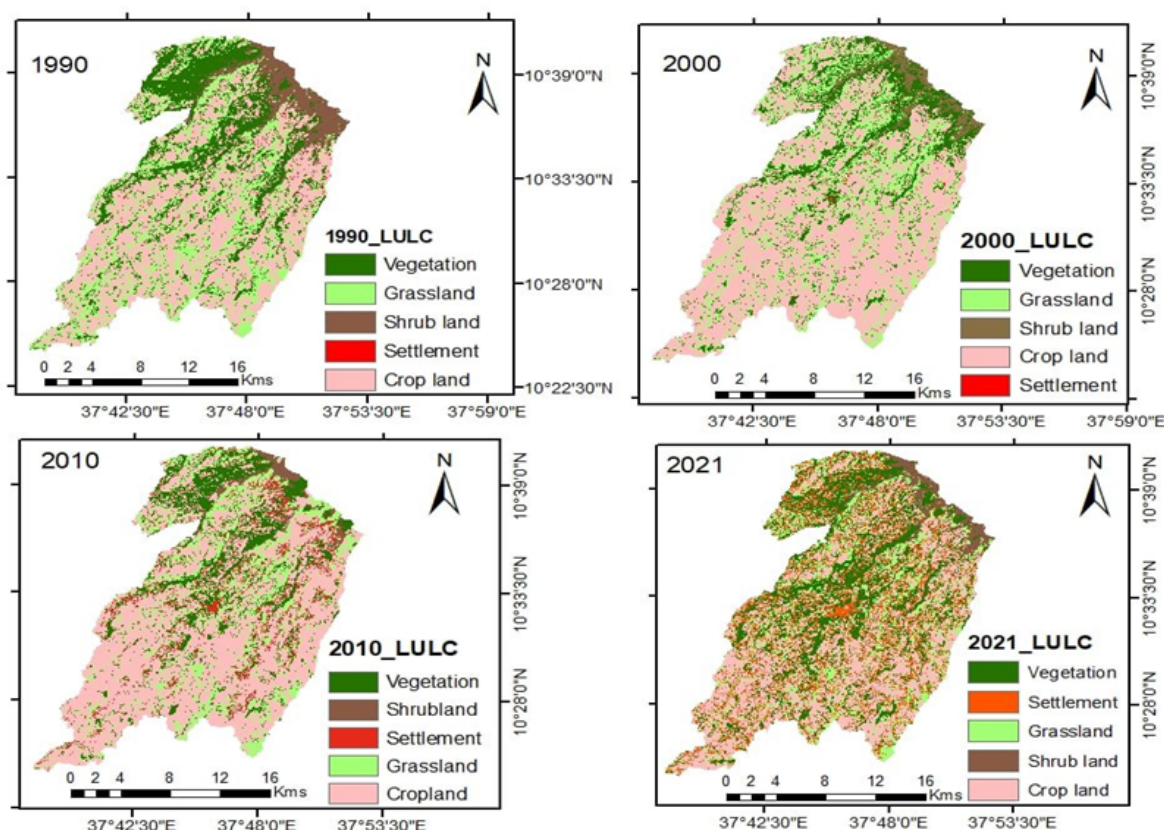 1990
N
1990_LULC
Vegetation
Grassland
Shrub land
Settlement
Crop land
0 2 4 8 12 16
Kms
10°39'0"N
10°33'30"N
10°28'0"N
10°22'30"N
37°42'30"E 37°48'0"E 37°53'30"E 37°59'0"E
2000
N
2000_LULC
Vegetation
Grassland
Shrub land
Crop land
Settlement
0 2 4 8 12 16
Kms
10°39'0"N
10°33'30"N
10°28'0"N
37°42'30"E 37°48'0"E 37°53'30"E 37°59'0"E
2010
N
2010_LULC
Vegetation
Shrubland
Settlement
Grassland
Cropland
0 2 4 8 12 16
Kms
10°39'0"N
10°33'30"N
10°28'0"N
37°42'30"E 37°48'0"E 37°53'30"E
2021
N
2021_LULC
Vegetation
Settlement
Grassland
Shrub land
Crop land
0 2 4 8 12 16
Kms
10°39'0"N
10°33'30"N
10°28'0"N
37°42'30"E 37°48'0"E 37°53'30"E